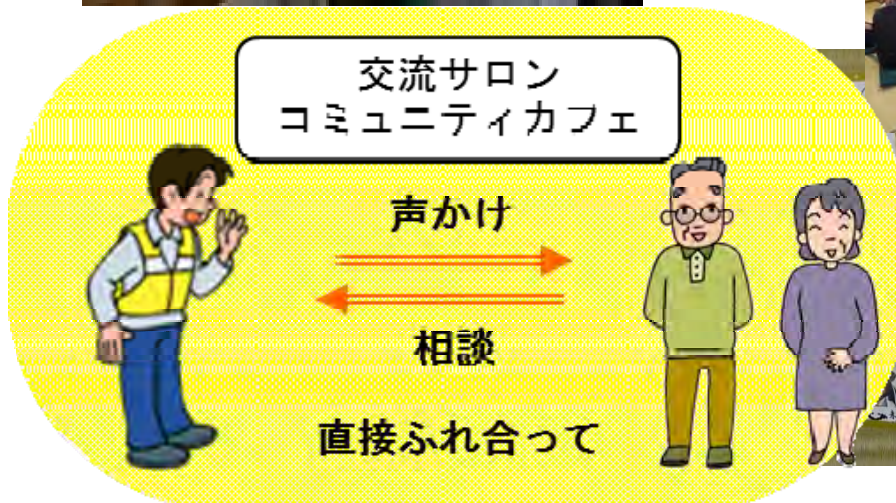 交流サロン
コミュニティカフェ
声かけ
相談
直接ふれ合って